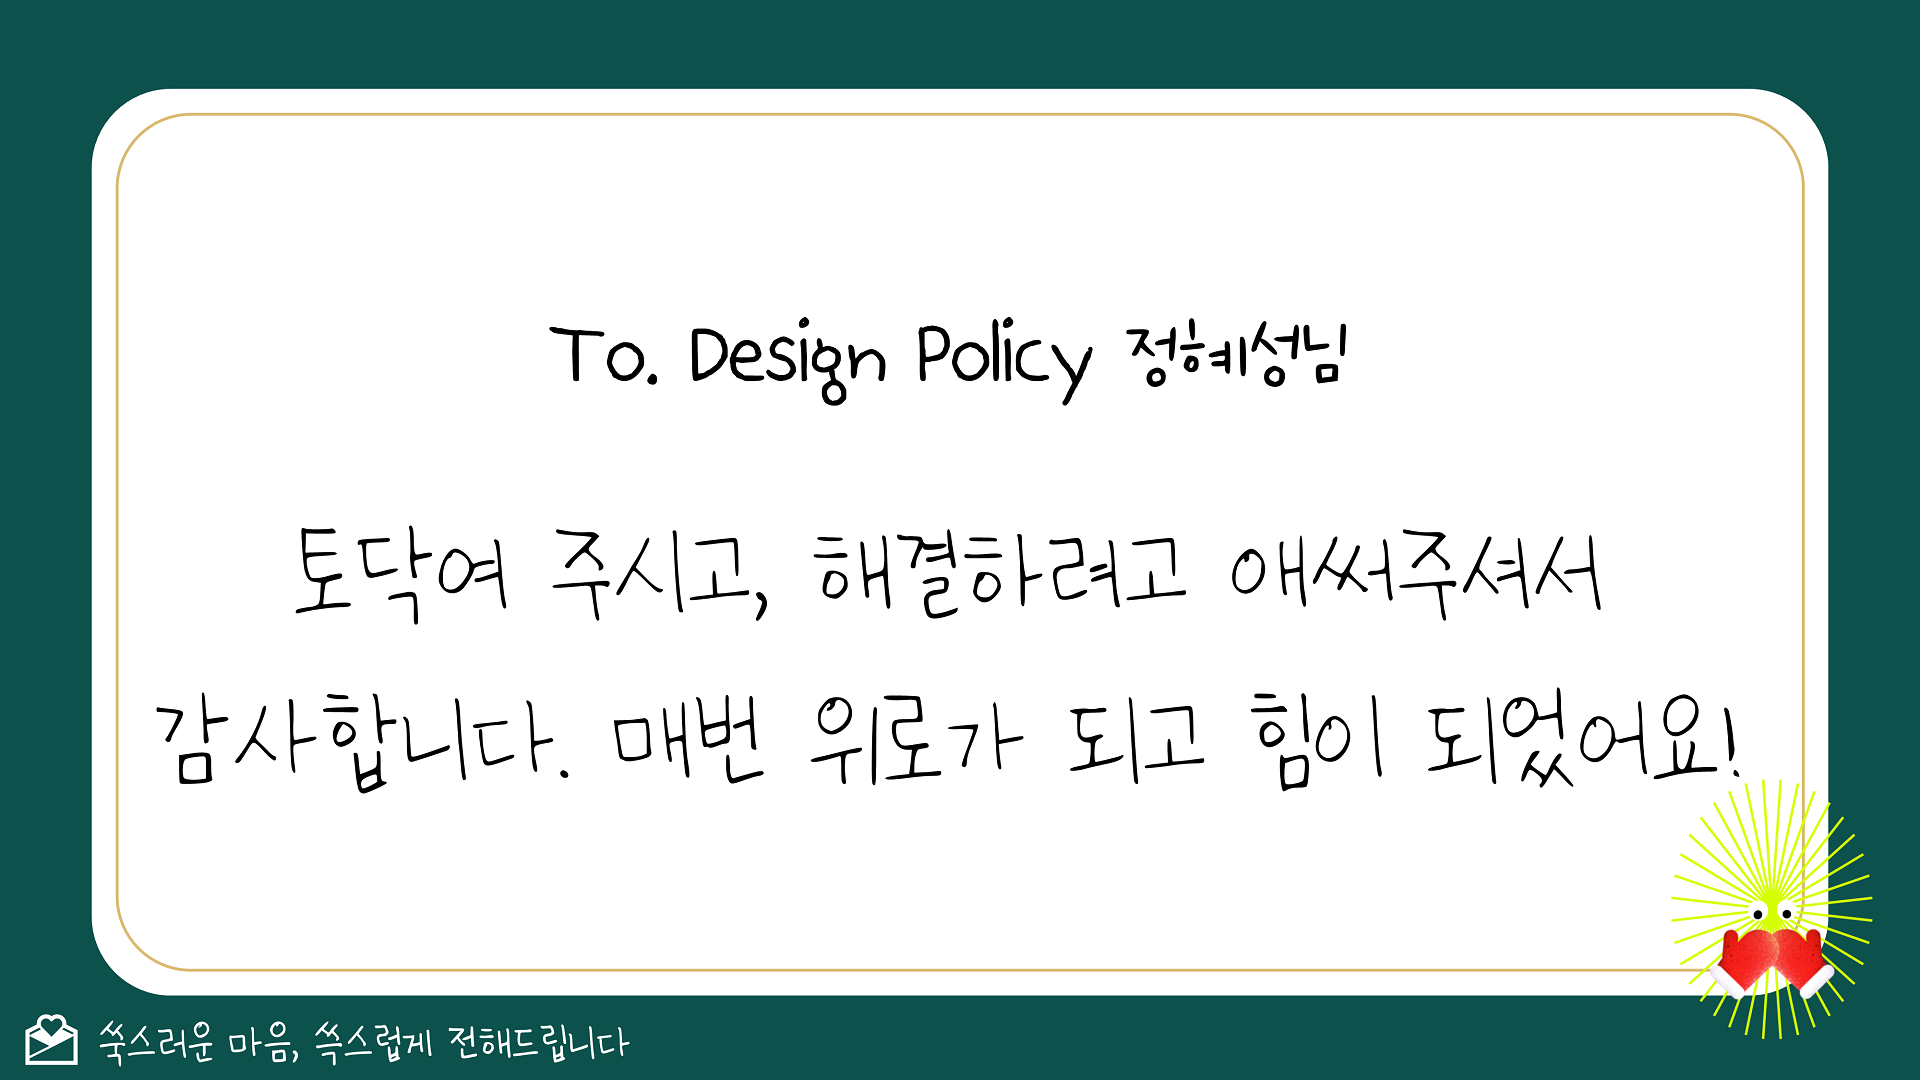 To. Design Policy 정혜성님
토닥여 주시고, 해결하려고 애써주셔서
감사합니다. 매번 위로가 되고 힘이 되었어요!
쑥스러운 마음, 쓱스럽게 전해드립니다